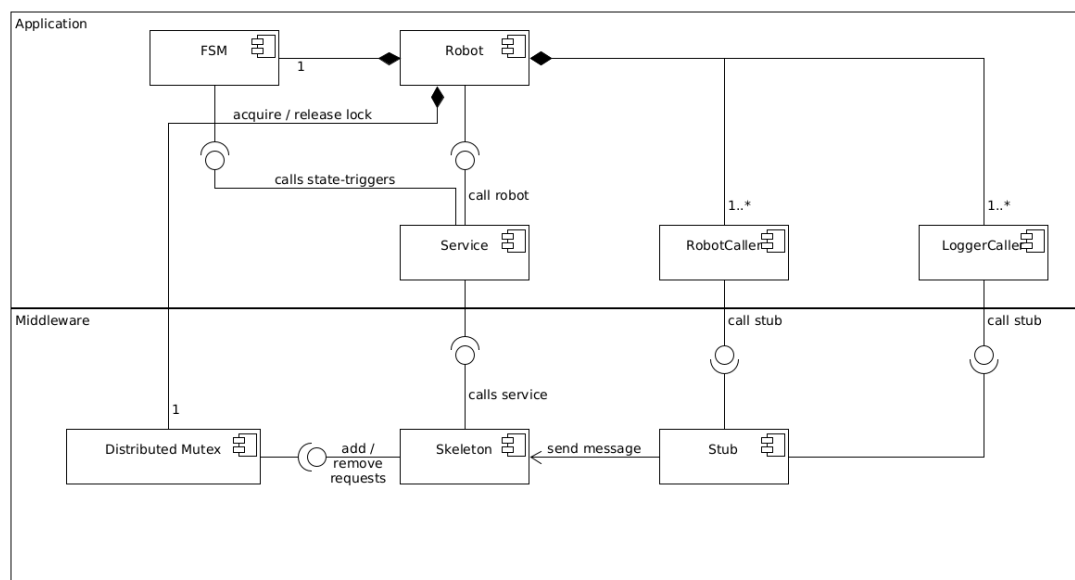 Application
FSM
Robot
1
acquire / release lock
calls state-triggers
call robot
1..*
1..*
Service
RobotCaller
LoggerCaller
Middleware
call stub
call stub
calls service
1
Distributed Mutex
add /
remove
requests
Skeleton
send message
Stub